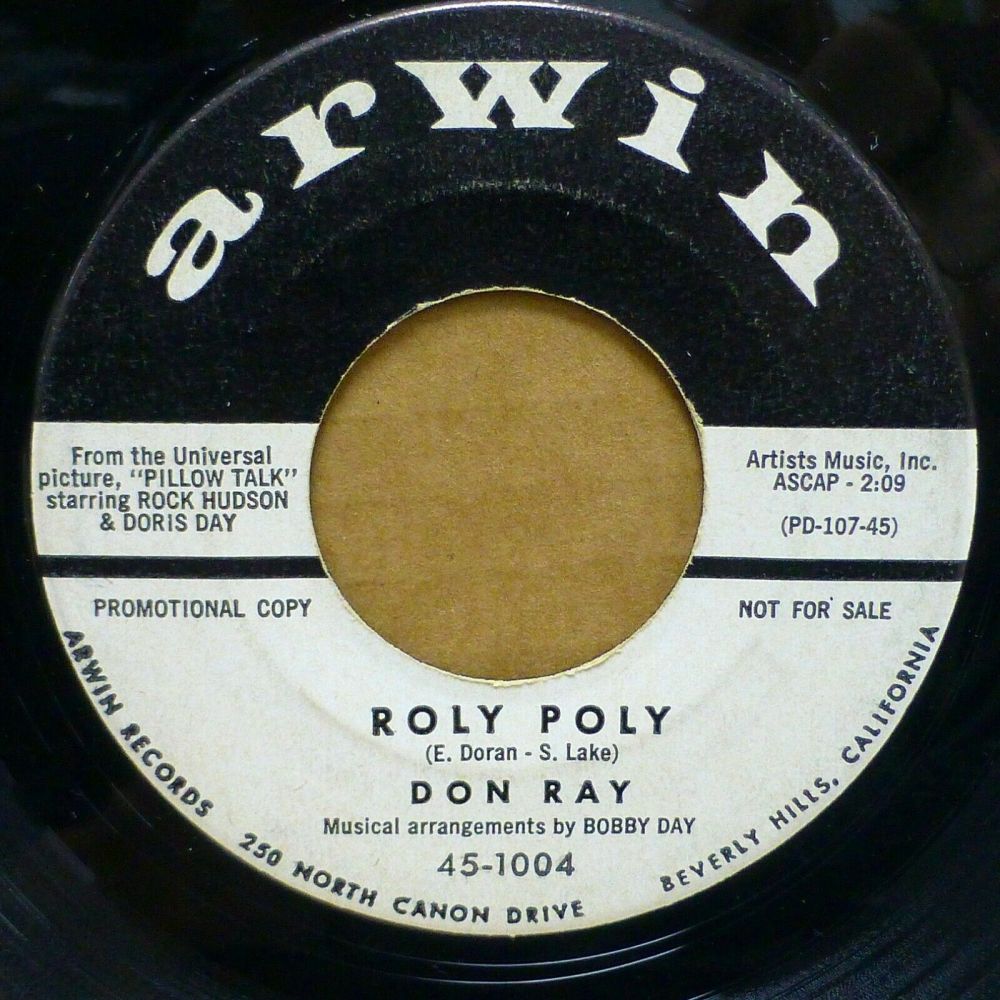 arwin
From the Universal
picture, "PILLOW TALK"
starring ROCK HUDSON
& DORIS DAY
Artists Music, Inc.
ASCAP - 2:09
(PD-107-45)
PROMOTIONAL COPY
NOT FOR SALE
ROLY POLY
(E. Doran - S. Lake)
DON RAY
Musical arrangements by BOBBY DAY
45-1004
ARWIN RECORDS 250 NORTH CANON DRIVE BEVERLY HILLS, CALIFORNIA